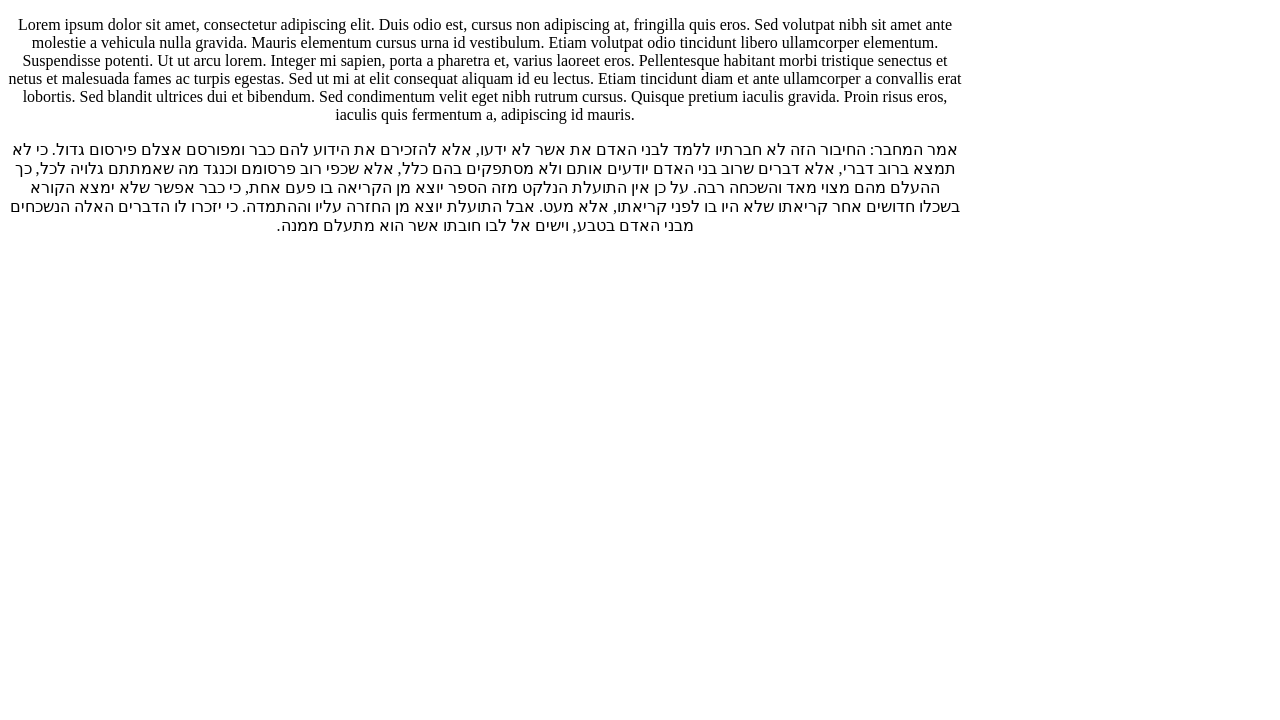 Lorem ipsum dolor sit amet, consectetur adipiscing elit. Duis odio est, cursus non adipiscing at, fringilla quis eros. Sed volutpat nibh sit amet ante
molestie a vehicula nulla gravida. Mauris elementum cursus urna id vestibulum. Etiam volutpat odio tincidunt libero ullamcorper elementum.
Suspendisse potenti. Ut ut arcu lorem. Integer mi sapien, porta a pharetra et, varius laoreet eros. Pellentesque habitant morbi tristique senectus et
netus et malesuada fames ac turpis egestas. Sed ut mi at elit consequat aliquam id eu lectus. Etiam tincidunt diam et ante ullamcorper a convallis erat
lobortis. Sed blandit ultrices dui et bibendum. Sed condimentum velit eget nibh rutrum cursus. Quisque pretium iaculis gravida. Proin risus eros,
iaculis quis fermentum a, adipiscing id mauris.
אמר המחבר: החיבור הזה לא חברתיו ללמד לבני האדם את אשר לא ידעו, אלא להזכירם את הידוע להם כבר ומפורסם אצלם פירסום גדול. כי לא
תמצא ברוב דברי, אלא דברים שרוב בני האדם יודעים אותם ולא מסתפקים בהם כלל, אלא שכפי רוב פרסומם וכנגד מה שאמתתם גלויה לכל, כך
ההעלם מהם מצוי מאד והשכחה רבה. על כן אין התועלת הנלקט מזה הספר יוצא מן הקריאה בו פעם אחת, כי כבר אפשר שלא ימצא הקורא
בשכלו חדושים אחר קריאתו שלא היו בו לפני קריאתו, אלא מעט. אבל התועלת יוצא מן החזרה עליו וההתמדה. כי יזכרו לו הדברים האלה הנשכחים
מבני האדם בטבע, וישים אל לבו חובתו אשר הוא מתעלם ממנה.